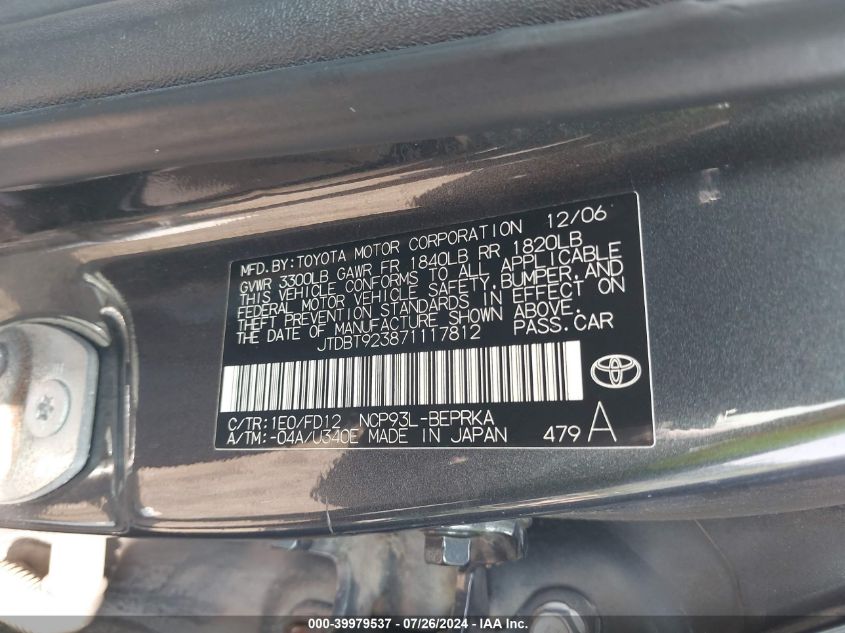 MFD.BY:TOYOTA MOTOR CORPORATION 12/06
GVWR 3300LB GAWR FR 1840LB RR 1820LB
THIS VEHICLE CONFORMS TO ALL APPLICABLE
FEDERAL MOTOR VEHICLE SAFETY,BUMPER,AND
THEFT PREVENTION STANDARDS IN EFFECT ON
THE DATE OF MANUFACTURE SHOWN ABOVE.
JTDBT923871117812 PASS.CAR
C/TR:1E0/FD12 NCP93L-BEPRKA
A/TM:-04A/U340E MADE IN JAPAN 479 A
000-39979537 - 07/26/2024 - © IAA Inc.